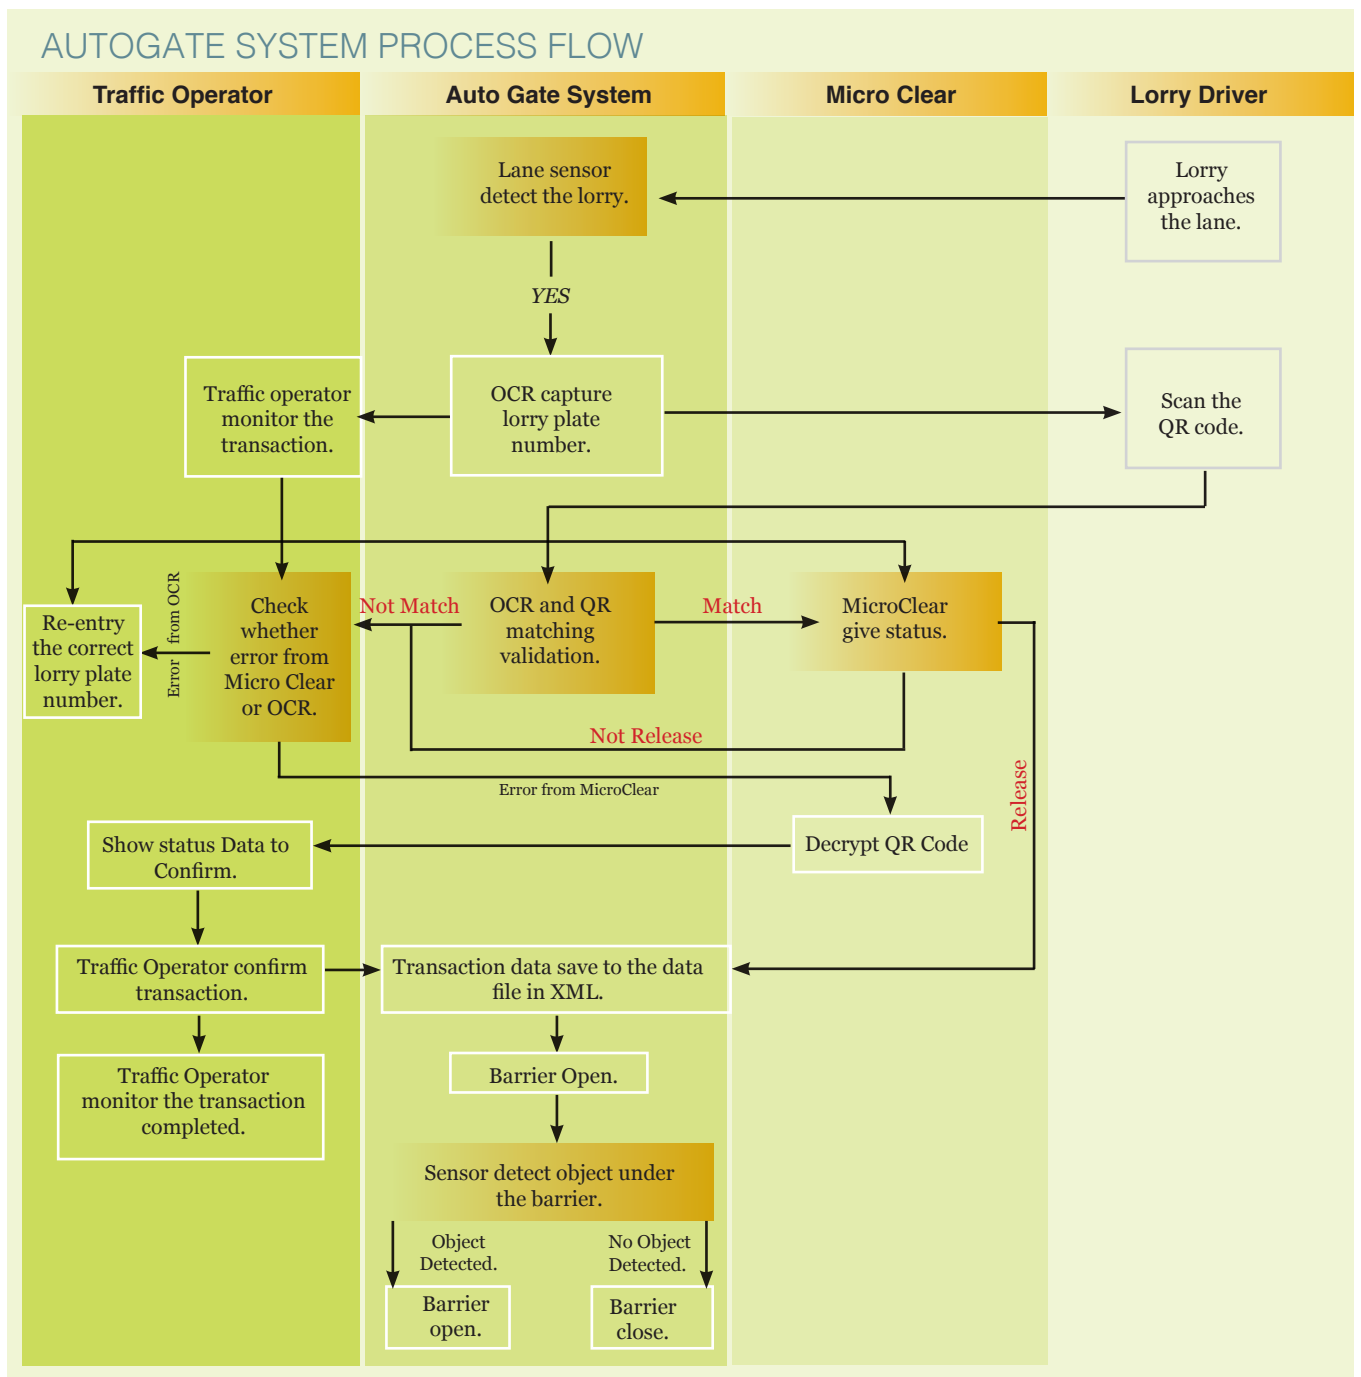 AUTOGATE SYSTEM PROCESS FLOW
Traffic Operator
Auto Gate System
Micro Clear
Lorry Driver
Lane sensor
detect the lorry.
Lorry
approaches
the lane.
YES
Traffic operator
monitor the
transaction.
OCR capture
lorry plate
number.
Scan the
QR code.
Re-entry
the correct
lorry plate
number.
Error from OCR
Check
whether
error from
Micro Clear
or OCR.
Not Match
OCR and QR
matching
validation.
Match
MicroClear
give status.
Not Release
Release
Error from MicroClear
Show status Data to
Confirm.
Decrypt QR Code
Traffic Operator confirm
transaction.
Transaction data save to the data
file in XML.
Traffic Operator
monitor the transaction
completed.
Barrier Open.
Sensor detect object under
the barrier.
Object
Detected.
No Object
Detected.
Barrier
open.
Barrier
close.